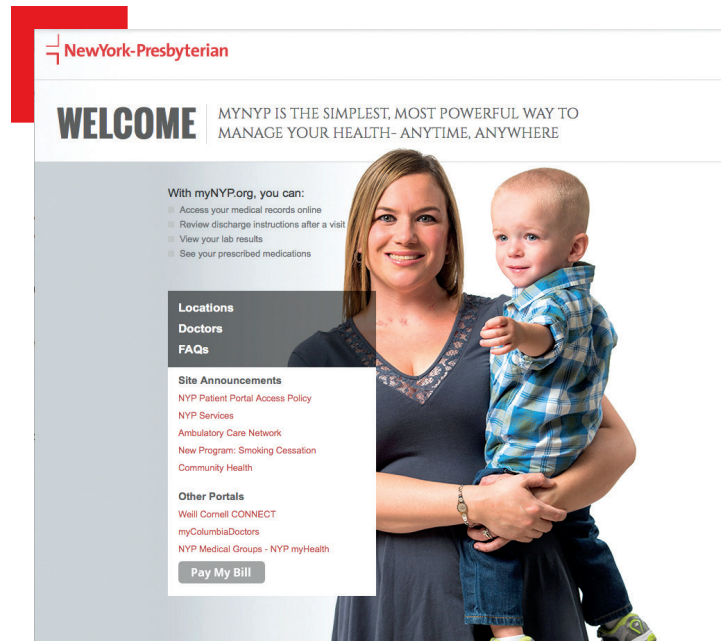 NewYork-Presbyterian
WELCOME
MYNYP IS THE SIMPLEST, MOST POWERFUL WAY TO
MANAGE YOUR HEALTH- ANYTIME, ANYWHERE
With myNYP.org, you can:
Access your medical records online
Review discharge instructions after a visit
View your lab results
See your prescribed medications
Locations
Doctors
FAQs
Site Announcements
NYP Patient Portal Access Policy
NYP Services
Ambulatory Care Network
New Program: Smoking Cessation
Community Health
Other Portals
Weill Cornell CONNECT
myColumbiaDoctors
NYP Medical Groups - NYP myHealth
Pay My Bill